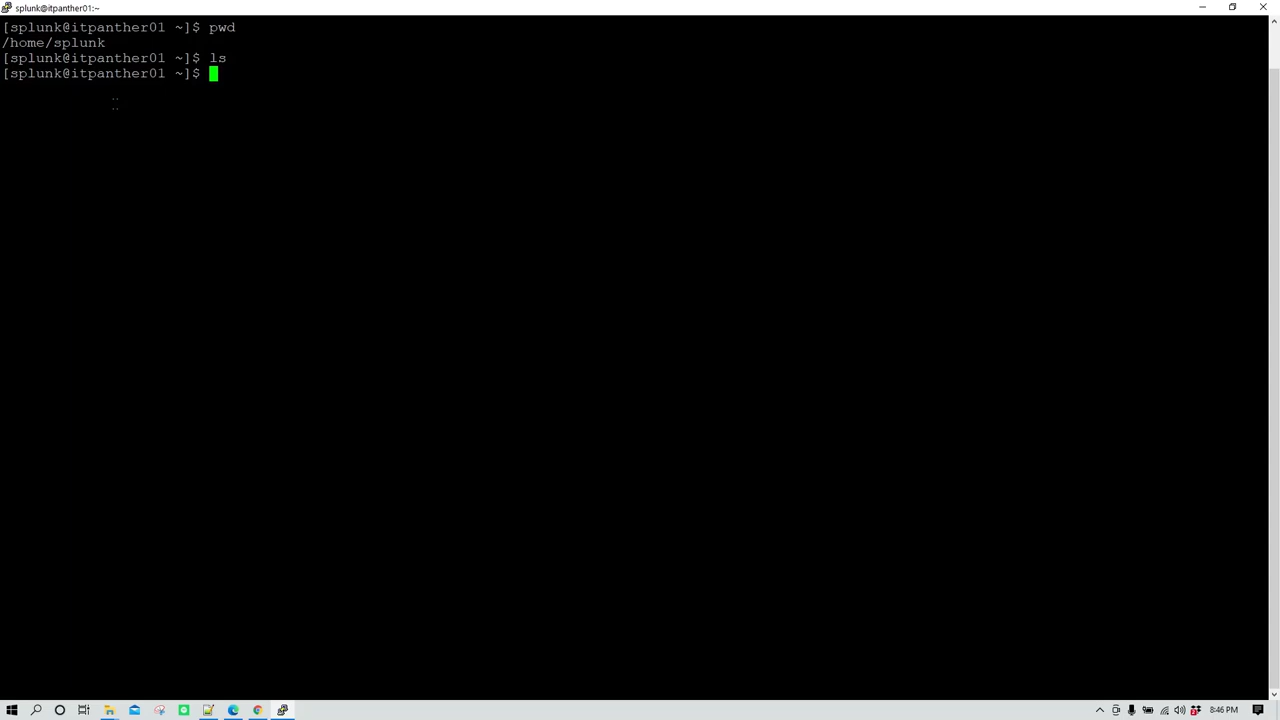 splunk@itpanther01:~
[splunk@itpanther01 ~]$ pwd
/home/splunk
[splunk@itpanther01 ~]$ ls
[splunk@itpanther01 ~]$
8:46 PM